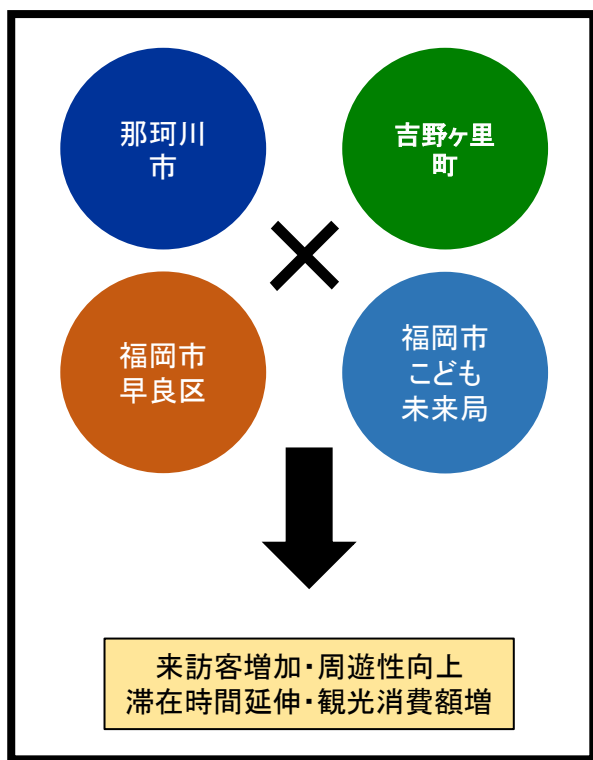 那珂川
市
吉野ヶ里
町
福岡市
早良区
福岡市
こども
未来局
来訪客増加・周遊性向上
滞在時間延伸・観光消費額増